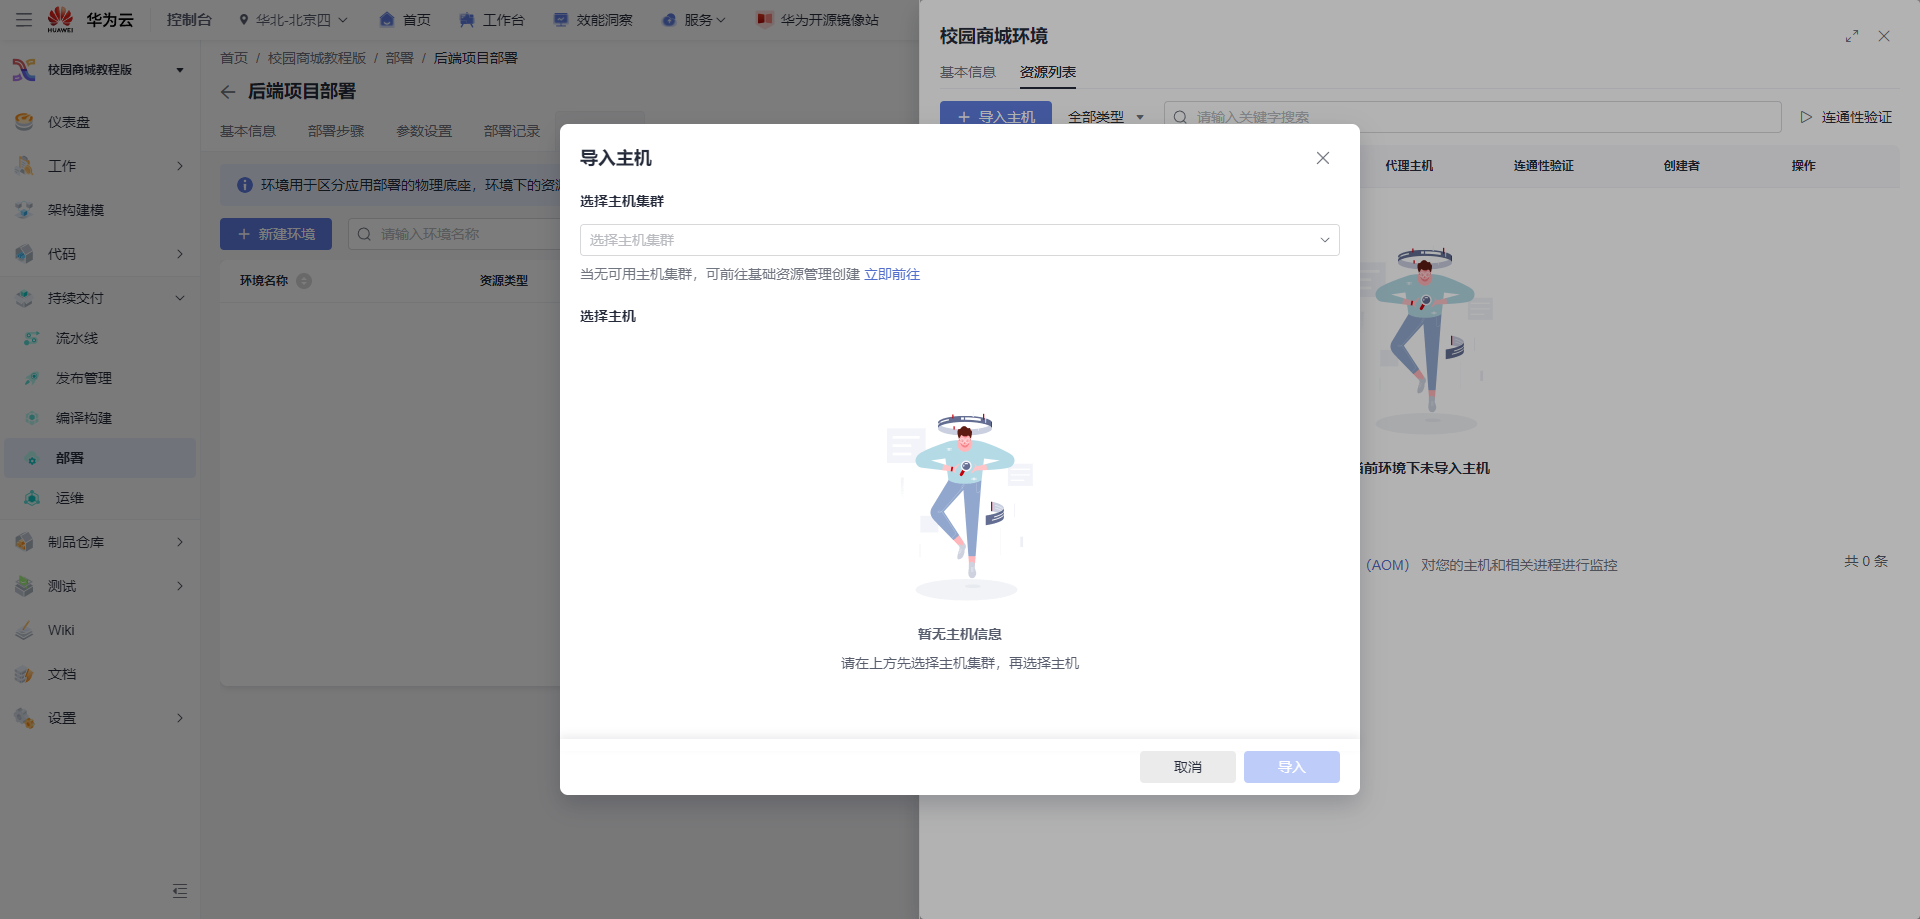 HUAWEI
华为云
控制台
华北-北京四
首页
工作台
效能洞察
服务
华为开源镜像站
校园商城教程版
仪表盘
工作
架构建模
代码
持续交付
流水线
发布管理
编译构建
部署
运维
制品仓库
测试
Wiki
文档
设置
首页 / 校园商城教程版 / 部署 / 后端项目部署
后端项目部署
基本信息
部署步骤
参数设置
部署记录
环境用于区分应用部署的物理底座，环境下的资
新建环境
请输入环境名称
环境名称
资源类型
校园商城环境
基本信息
资源列表
导入主机
全部类型
请输入关键字搜索
连通性验证
代理主机
连通性验证
创建者
操作
前环境下未导入主机
（AOM） 对您的主机和相关进程进行监控
共 0 条
导入主机
选择主机集群
选择主机集群
当无可用主机集群，可前往基础资源管理创建 立即前往
选择主机
暂无主机信息
请在上方先选择主机集群，再选择主机
取消
导入